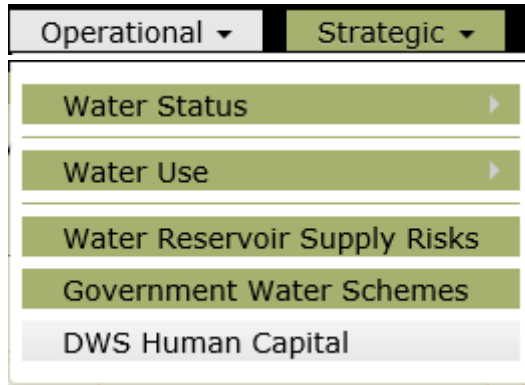 Operational Strategic
Water Status
Water Use
Water Reservoir Supply Risks
Government Water Schemes
DWS Human Capital